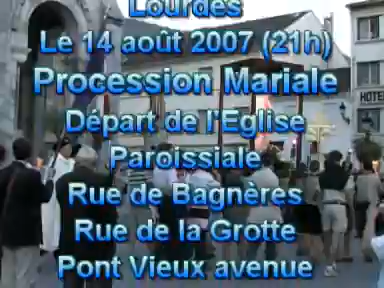 Lourdes
Le 14 août 2007 (21h)
Procession Mariale
Départ de l'Eglise
Paroissiale
Rue de Bagnères
Rue de la Grotte
Pont Vieux avenue
HOTEL